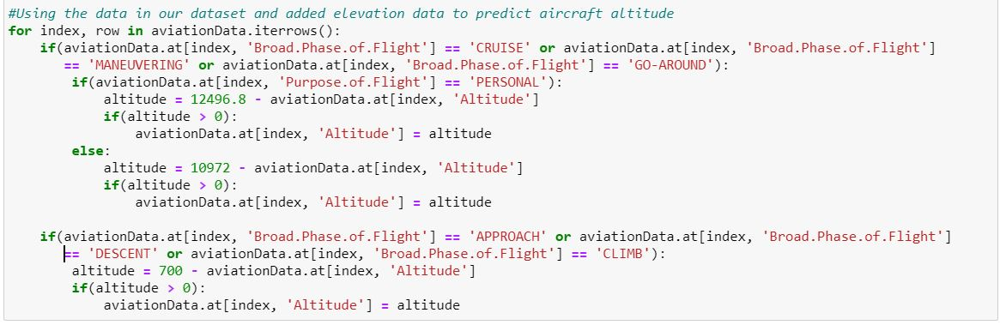 #Using the data in our dataset and added elevation data to predict aircraft altitude
for index, row in aviationData.iterrows():
    if(aviationData.at[index, 'Broad.Phase.of.Flight'] == 'CRUISE' or aviationData.at[index, 'Broad.Phase.of.Flight']
       == 'MANEUVERING' or aviationData.at[index, 'Broad.Phase.of.Flight'] == 'GO-AROUND'):
        if(aviationData.at[index, 'Purpose.of.Flight'] == 'PERSONAL'):
            altitude = 12496.8 - aviationData.at[index, 'Altitude']
            if(altitude > 0):
                aviationData.at[index, 'Altitude'] = altitude
        else:
            altitude = 10972 - aviationData.at[index, 'Altitude']
            if(altitude > 0):
                aviationData.at[index, 'Altitude'] = altitude

    if(aviationData.at[index, 'Broad.Phase.of.Flight'] == 'APPROACH' or aviationData.at[index, 'Broad.Phase.of.Flight']
       == 'DESCENT' or aviationData.at[index, 'Broad.Phase.of.Flight'] == 'CLIMB'):
        altitude = 700 - aviationData.at[index, 'Altitude']
        if(altitude > 0):
            aviationData.at[index, 'Altitude'] = altitude